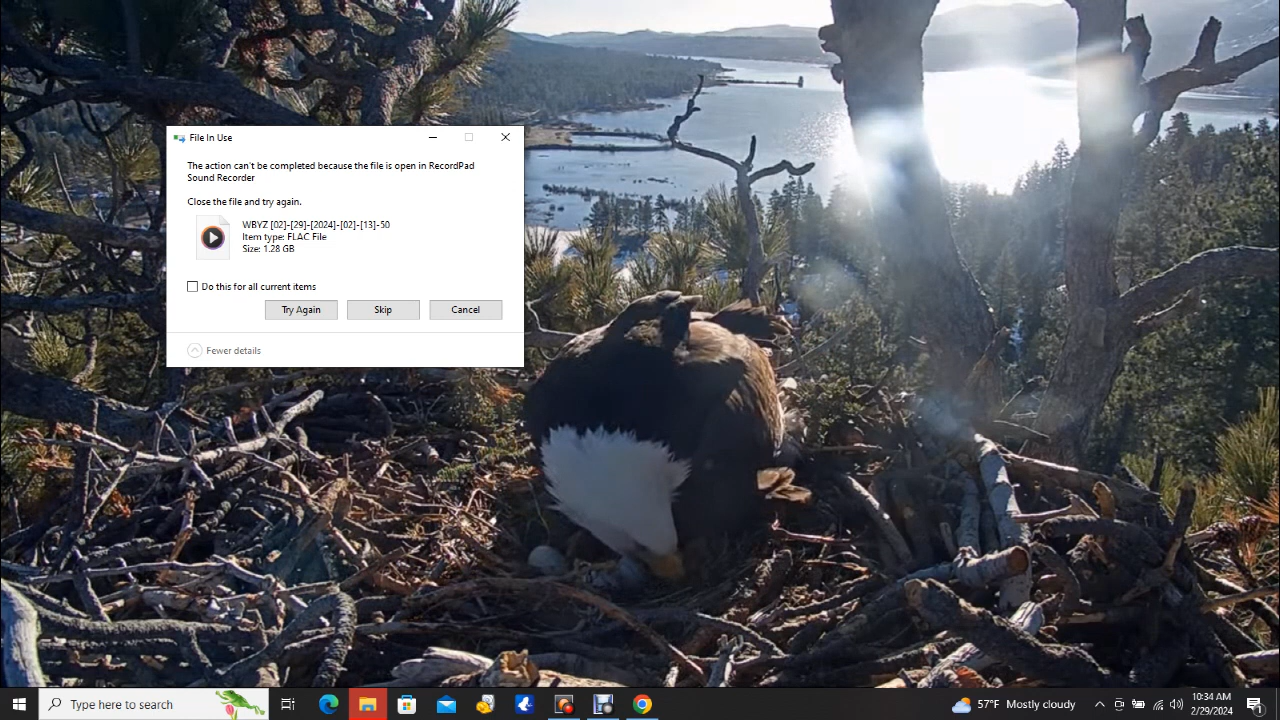 File In Use
The action can't be completed because the file is open in RecordPad
Sound Recorder
Close the file and try again.
WBYZ [02]-[29]-[2024]-[02]-[13]-50
Item type: FLAC File
Size: 1.28 GB
Do this for all current items
Try Again Skip Cancel
Fewer details
Type here to search
57°F Mostly cloudy
10:34 AM
2/29/2024
1